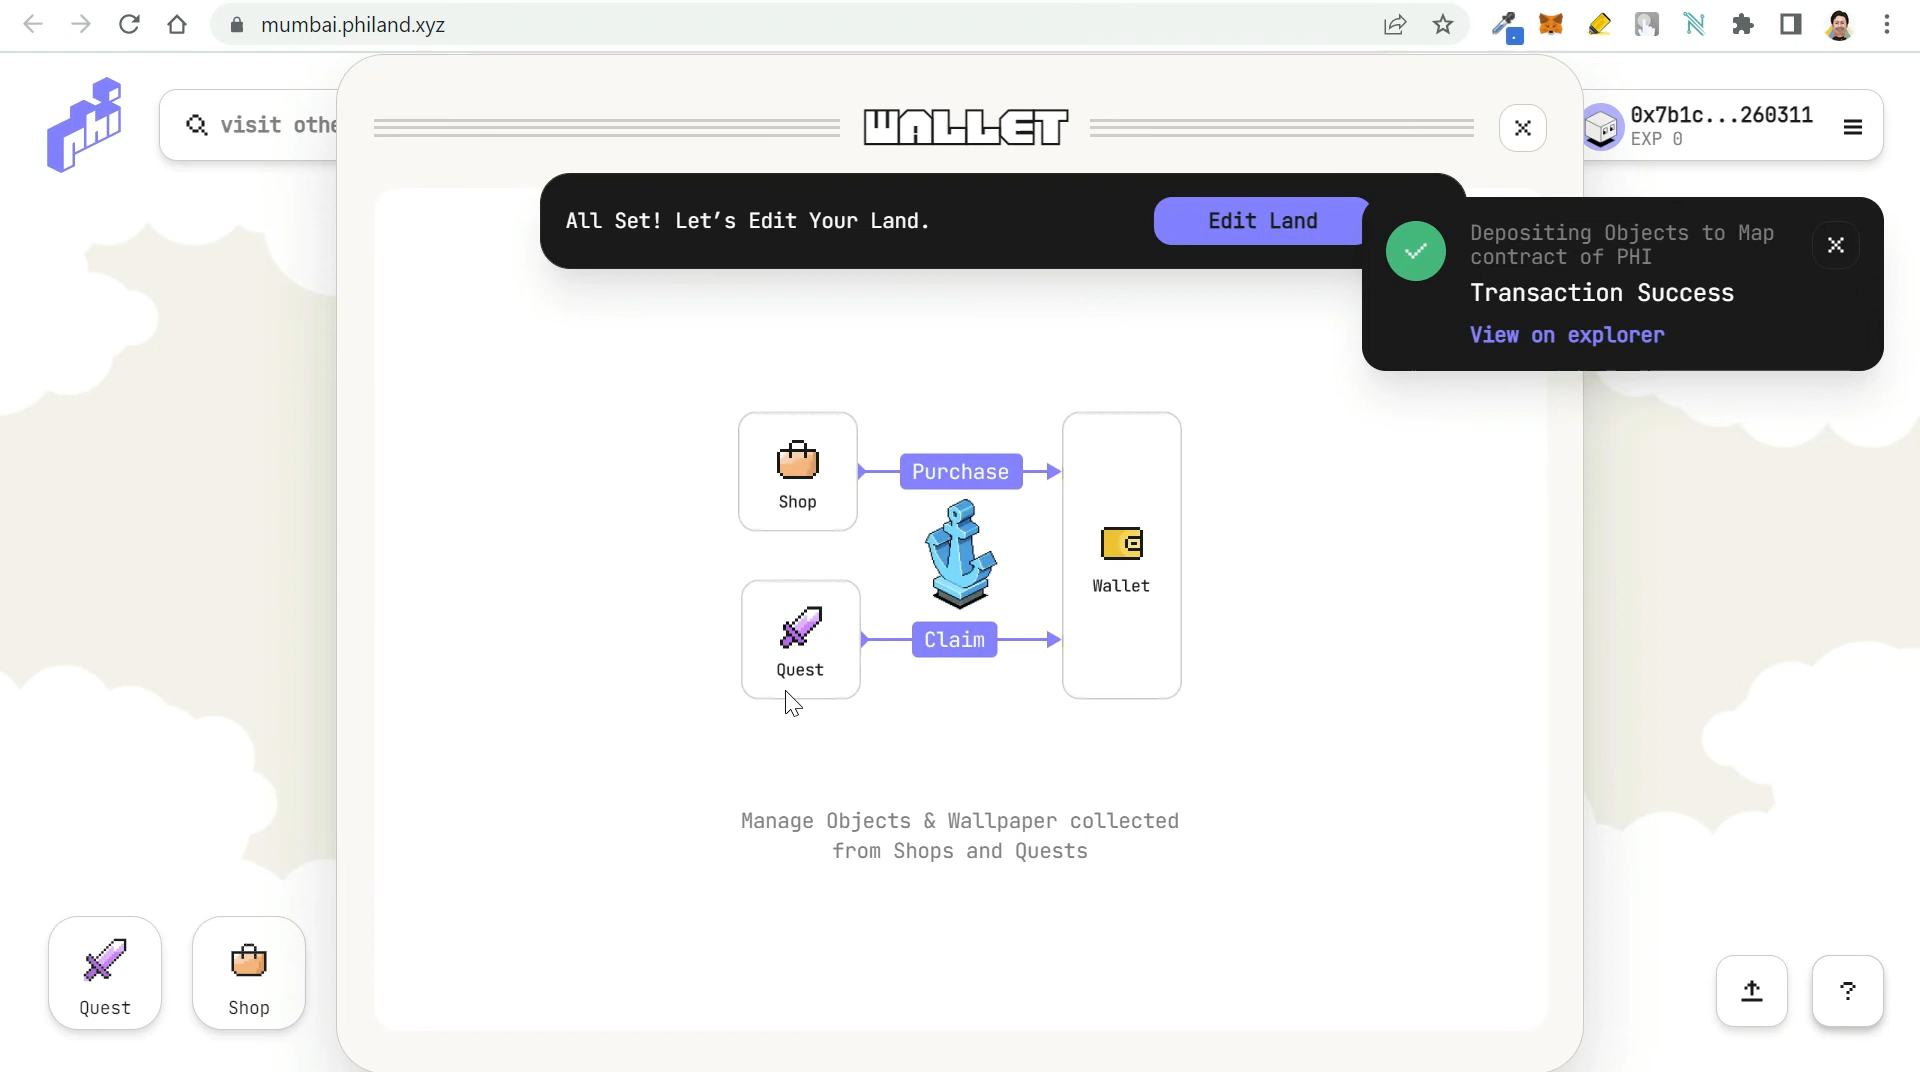 mumbai.philand.xyz
PHI
visit othe
WALLET
0x7b1c...260311
EXP 0
All Set! Let’s Edit Your Land.
Edit Land
Depositing Objects to Map
contract of PHI
Transaction Success
View on explorer
Shop
Purchase
Wallet
Quest
Claim
Manage Objects & Wallpaper collected
from Shops and Quests
Quest
Shop
?